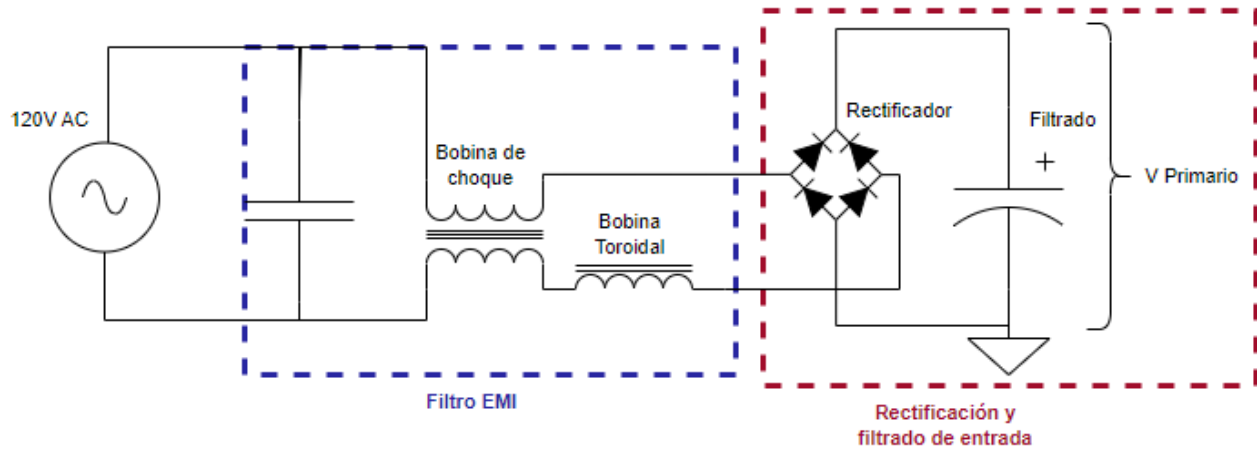 120V AC
Bobina de
choque
Bobina
Toroidal
Filtro EMI
Rectificador
Filtrado
+
V Primario
Rectificación y
filtrado de entrada